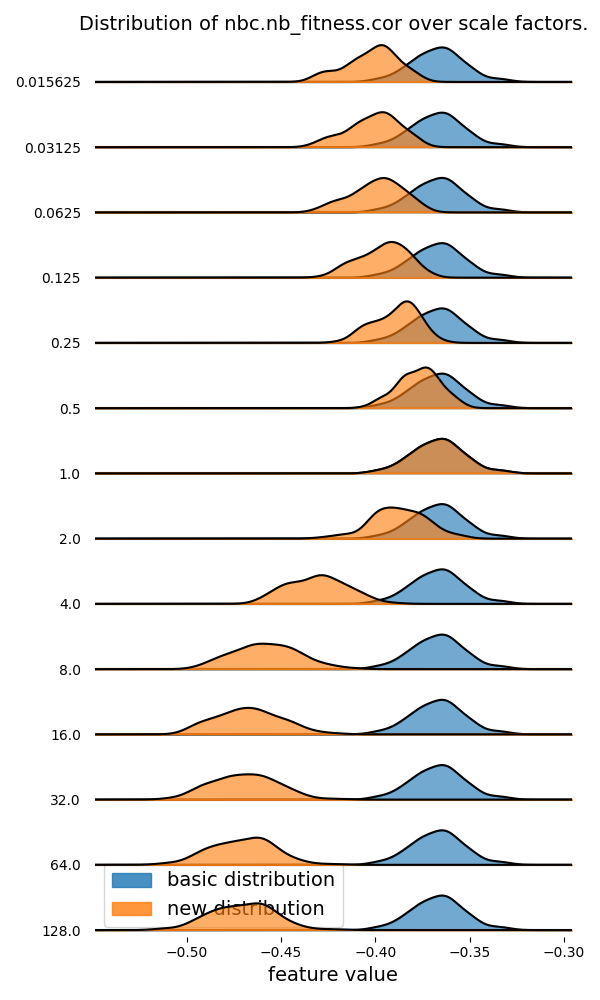 Distribution of nbc.nb_fitness.cor over scale factors.
0.015625
0.03125
0.0625
0.125
0.25
0.5
1.0
2.0
4.0
8.0
16.0
32.0
64.0
basic distribution
new distribution
128.0
−0.50 −0.45 −0.40 −0.35 −0.30
feature value